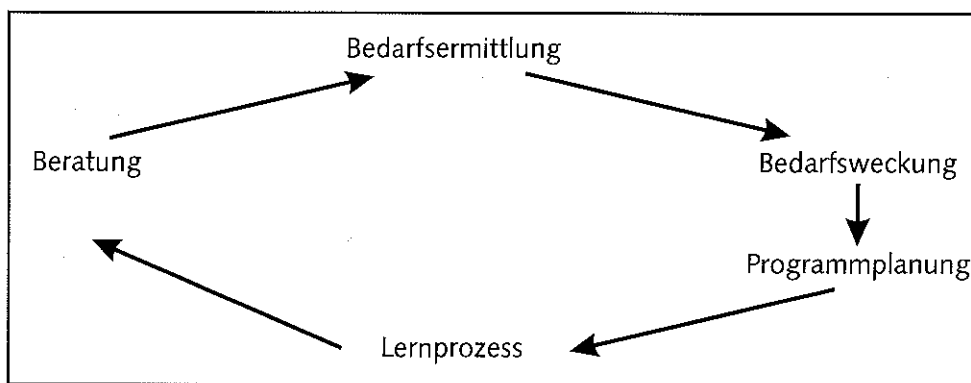 Bedarfsermittlung
Beratung
Bedarfsweckung
Programmplanung
Lernprozess